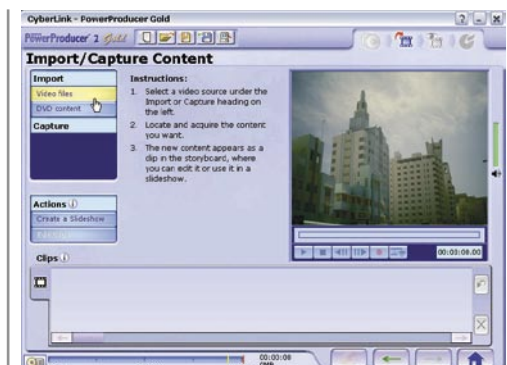 CyberLink - PowerProducer Gold
PowerProducer 2 Gold
Import/Capture Content
Import
Video files
DVD content
Capture
Instructions:
1. Select a video source under the
Import or Capture heading on
the left.
2. Locate and acquire the content
you want.
3. The new content appears as a
clip in the storyboard, where
you can edit it or use it in a
slideshow.
Actions
Create a Slideshow
00:00:00.00
Clips
00:00:00